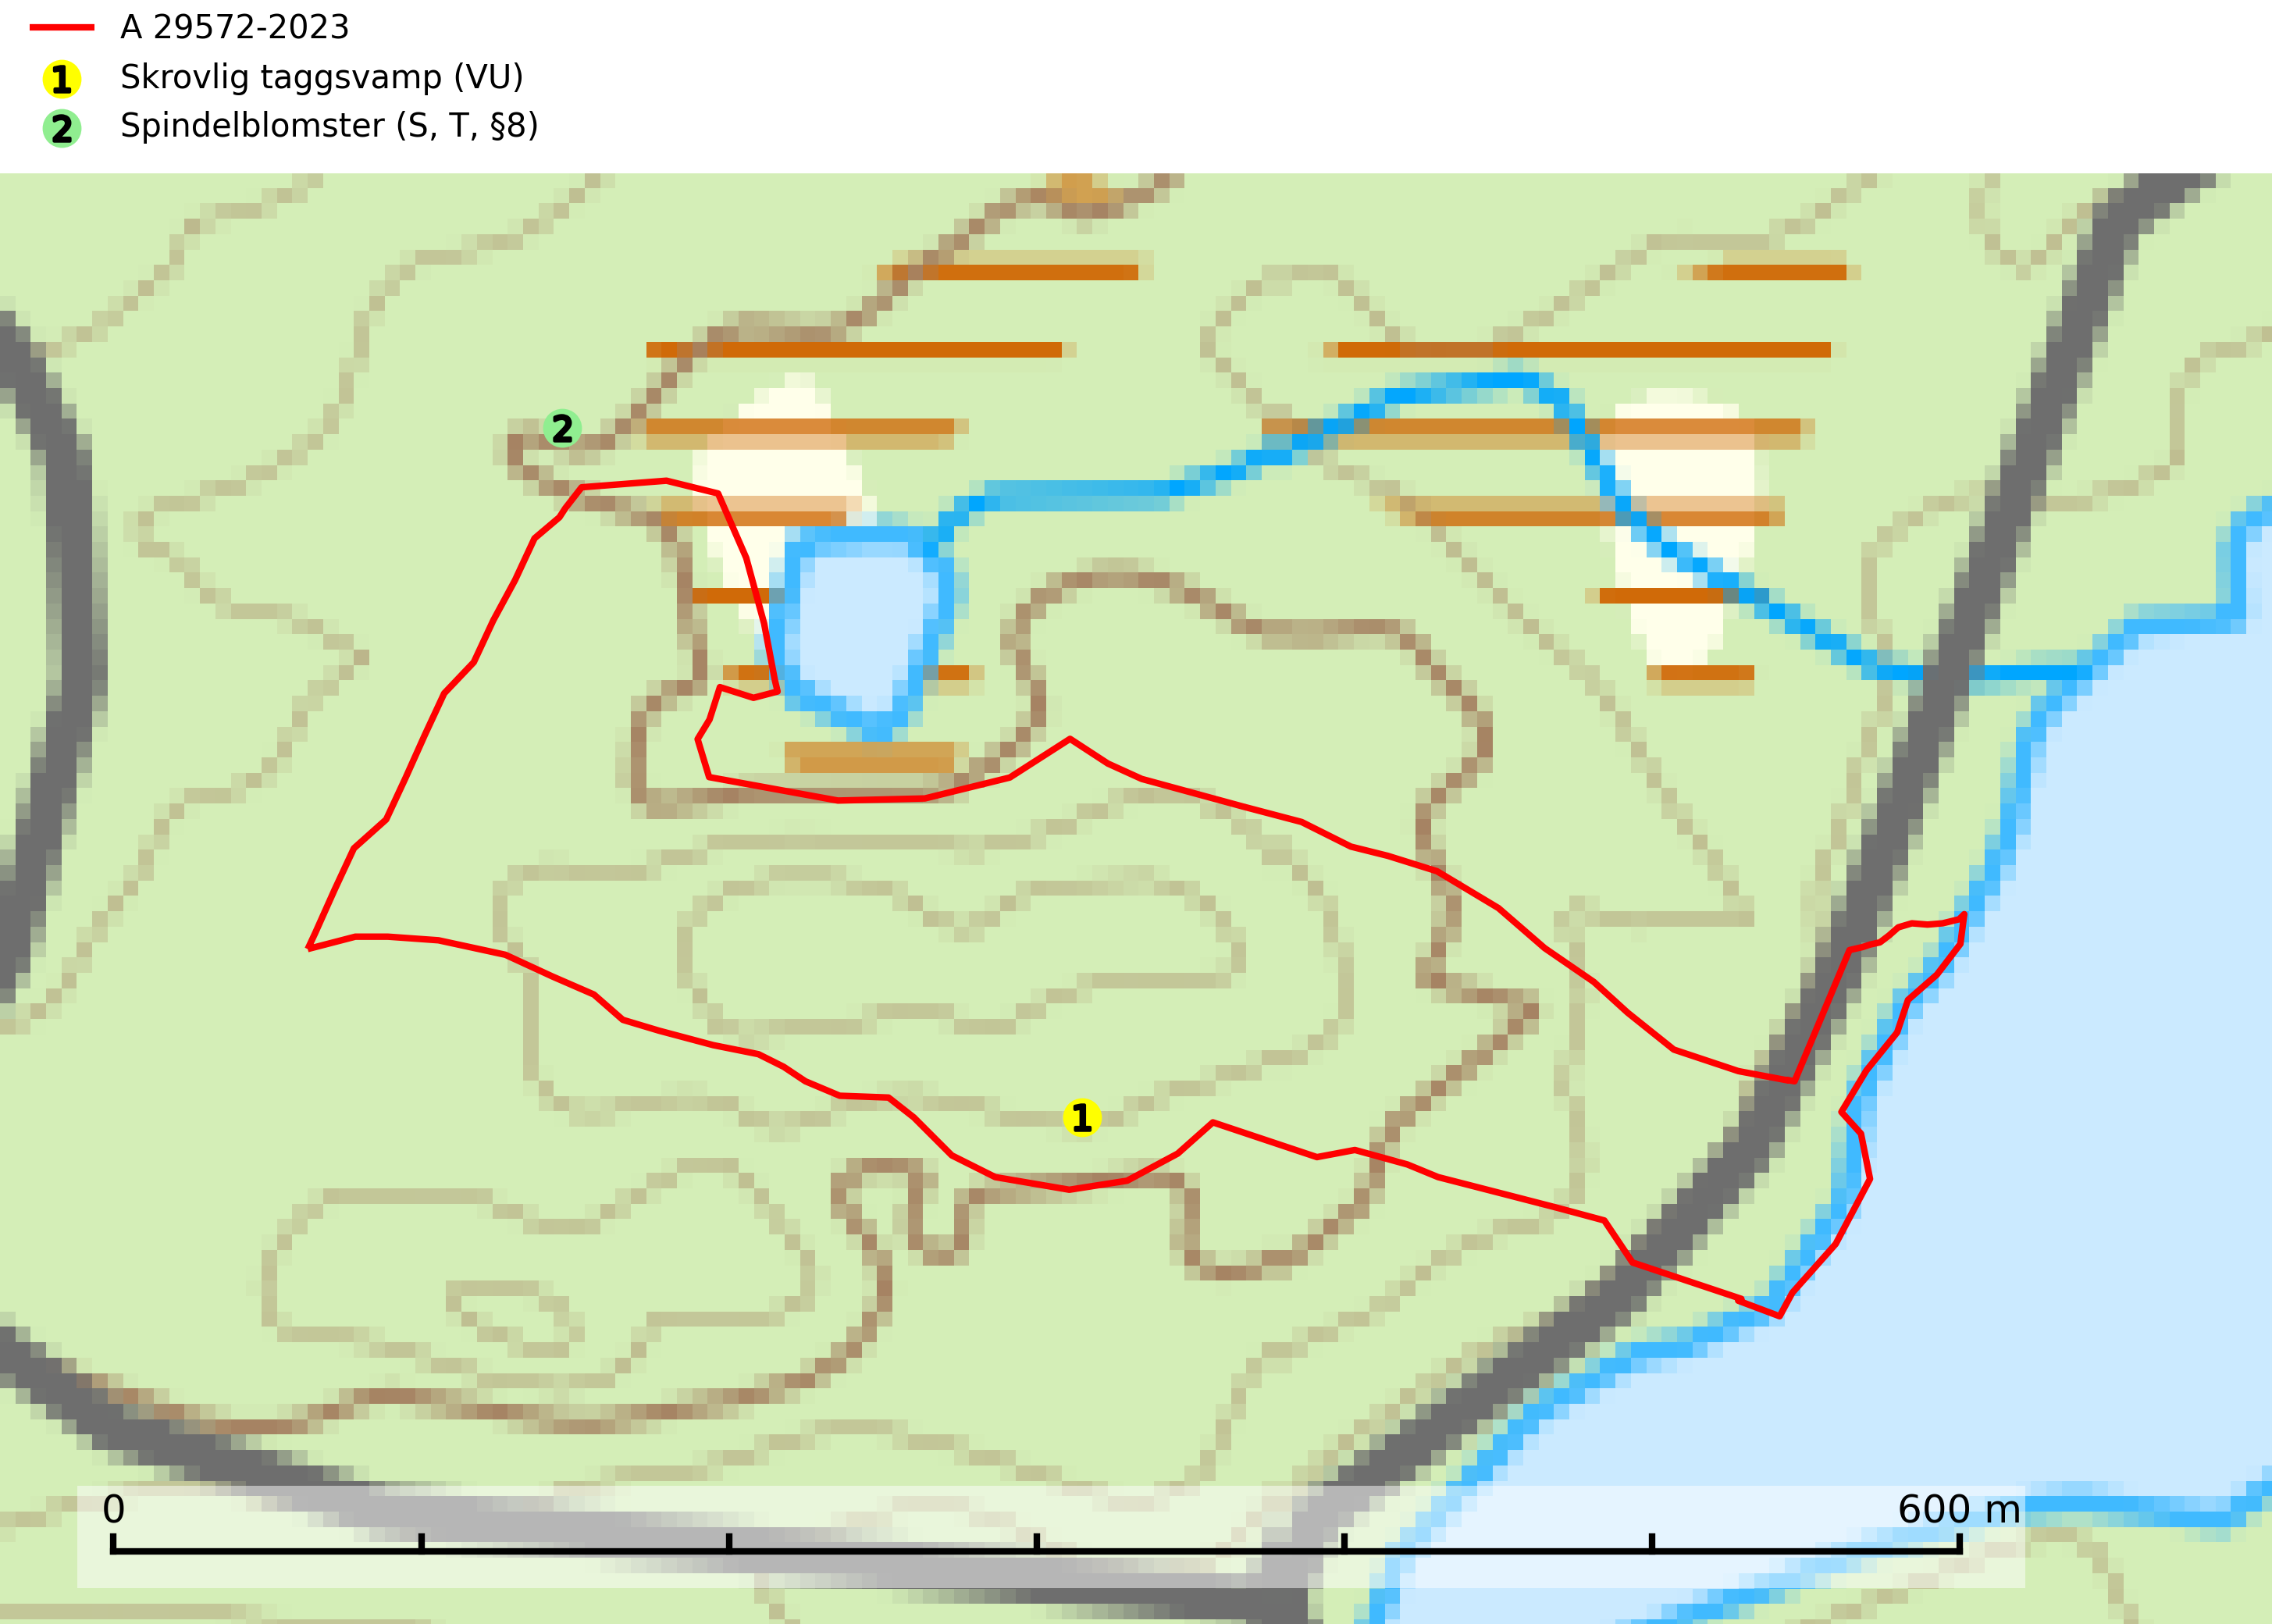 A 29572-2023
1 Skrovlig taggsvamp (VU)
2 Spindelblomster (S, T, §8)
2
1
0 600 m